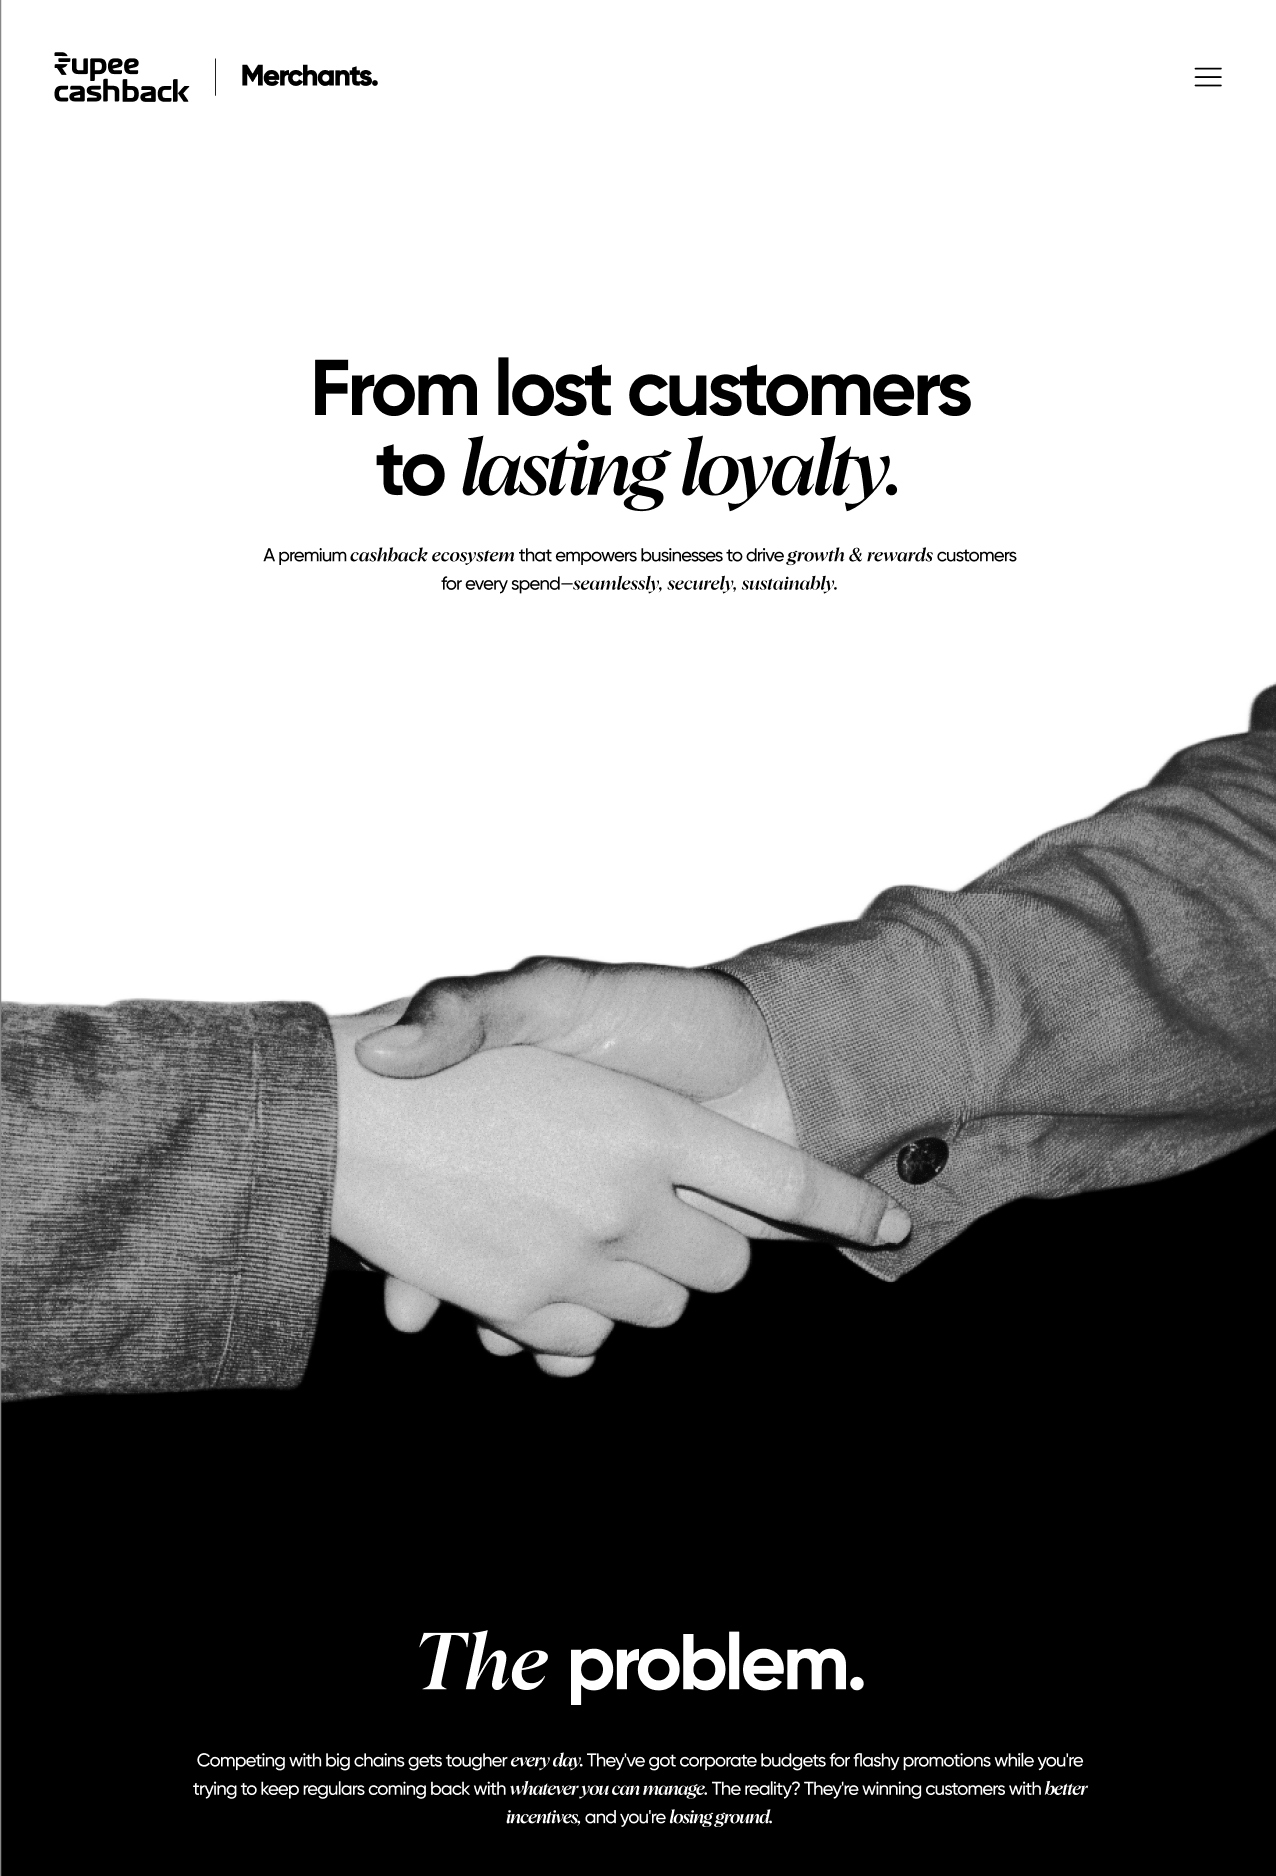 ₹upee
cashback
Merchants.
From lost customers
to lasting loyalty.
A premium cashback ecosystem that empowers businesses to drive growth & rewards customers
for every spend—seamlessly, securely, sustainably.
The problem.
Competing with big chains gets tougher every day. They've got corporate budgets for flashy promotions while you're
trying to keep regulars coming back with whatever you can manage. The reality? They're winning customers with better
incentives, and you're losing ground.